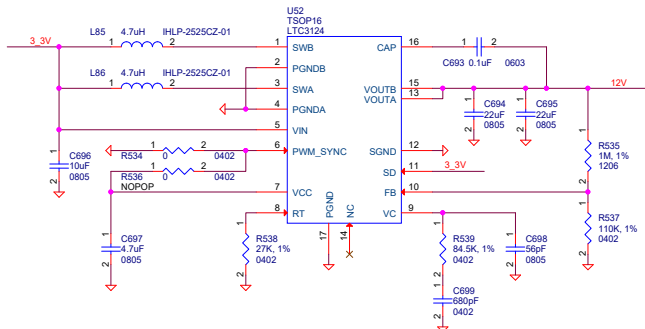 U52
TSOP16
LTC3124
L85 4.7uH IHLP-2525CZ-01
3_3V
1 2
1 SWB
CAP 16
1 2
C693 0.1uF 0603
2 PGNDB
L86 4.7uH IHLP-2525CZ-01
1 2
3 SWA
VOUTB 15
VOUTA 13
12V
4 PGNDA
1
C694
22uF
0805
2
1
C695
22uF
0805
2
5 VIN
1
R535
1M, 1%
1206
2
1 2
R534 0 0402
6 PWM_SYNC
SGND 12
1
C696
10uF
0805
2
1 2
R536 0 0402
NOPOP
SD 11
3_3V
7 VCC
FB 10
8 RT
VC 9
PGND
NC
17
14
1
C697
4.7uF
0805
2
1
R538
27K, 1%
0402
2
1
R539
84.5K, 1%
0402
2
1
C698
56pF
0805
2
1
R537
110K, 1%
0402
2
1
C699
680pF
0402
2